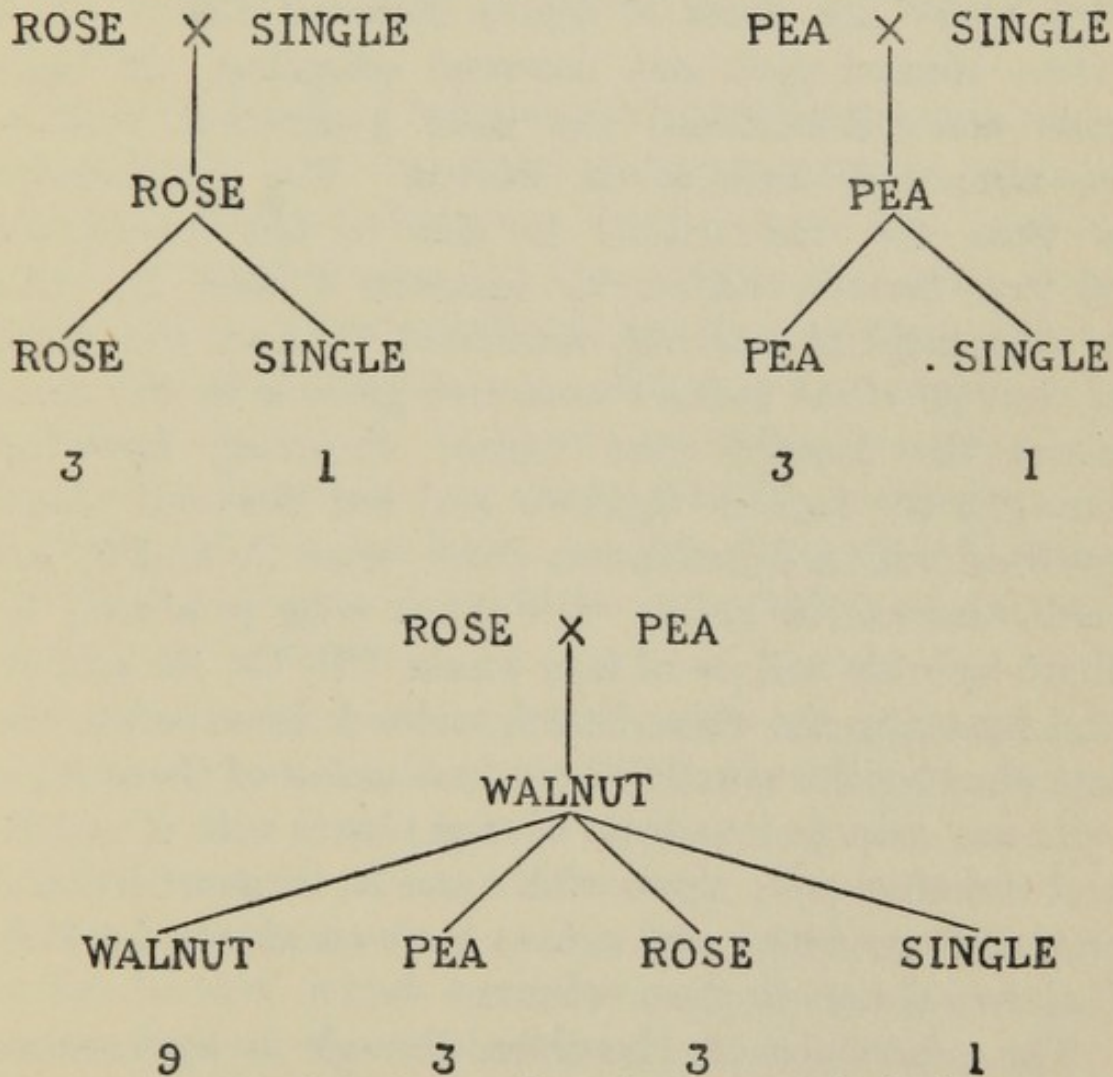 ROSE X SINGLE
ROSE
ROSE SINGLE
3 1
PEA X SINGLE
PEA
PEA . SINGLE
3 1
ROSE X PEA
WALNUT
WALNUT PEA ROSE SINGLE
9 3 3 1